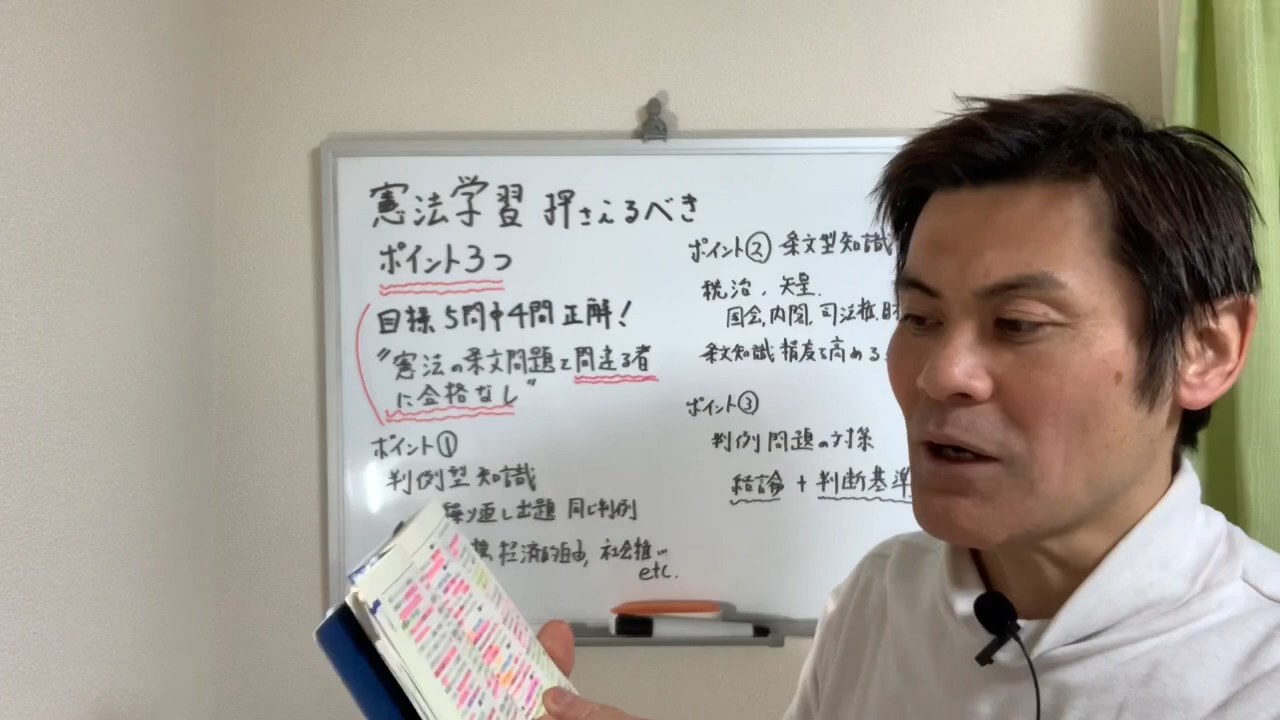 憲法学習 押さえるべき
ポイント3つ
目標 5問中4問 正解!
"憲法の条文問題を間違う者
に合格なし"
ポイント①
判例型知識
繰り返し出題 同じ判例
経済的自由, 社会権…
etc.
ポイント② 条文型知識
統治、
国会, 内閣, 司法権,
条文知識 精度を高める
ポイント③
判例問題の対策
結論 + 判断基準